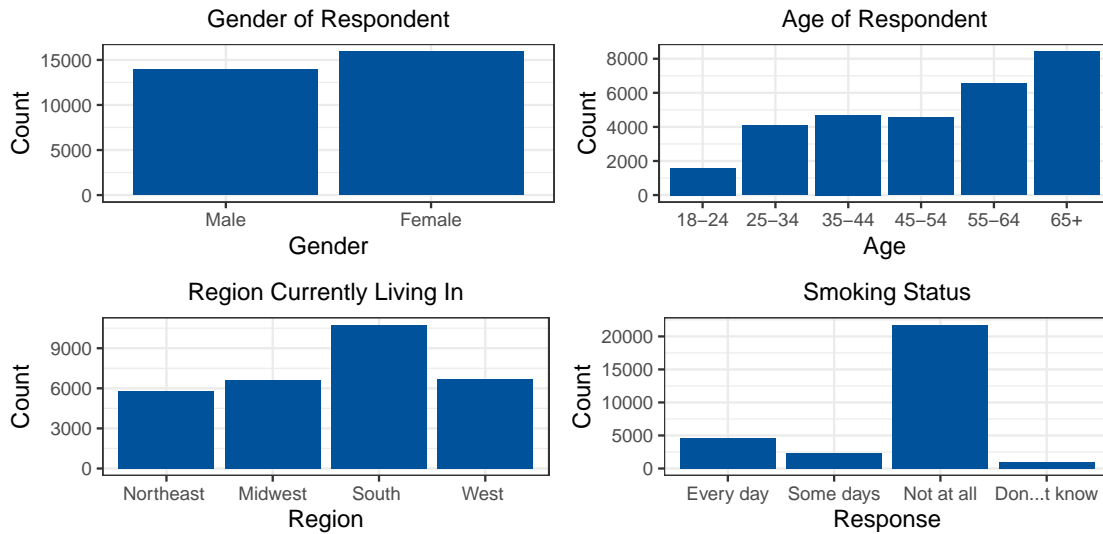 Gender of Respondent
15000
10000
5000
0
Count
Male Female
Gender
Age of Respondent
8000
6000
4000
2000
0
Count
18–24 25–34 35–44 45–54 55–64 65+
Age
Region Currently Living In
9000
6000
3000
0
Count
Northeast Midwest South West
Region
Smoking Status
20000
15000
10000
5000
0
Count
Every day Some days Not at all Don...t know
Response